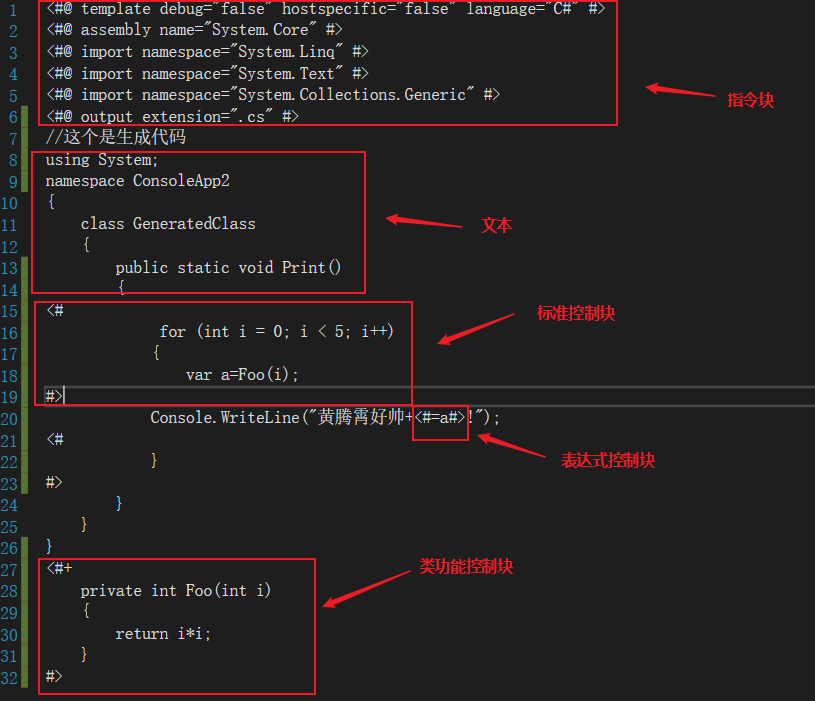 1 <#@ template debug="false" hostspecific="false" language="C#" #>
2 <#@ assembly name="System.Core" #>
3 <#@ import namespace="System.Linq" #>
4 <#@ import namespace="System.Text" #>
5 <#@ import namespace="System.Collections.Generic" #>
指令块
6 <#@ output extension=".cs" #>
7 //这个是生成代码
8 using System;
9 namespace ConsoleApp2
10 {
11 class GeneratedClass
文本
12 {
13 public static void Print()
14 {
15 <#
标准控制块
16 for (int i = 0; i < 5; i++)
17 {
18 var a=Foo(i);
19 #>
20 Console.WriteLine("黄腾霄好帅+<#=a#>!");
21 <#
22 }
表达式控制块
23 #>
24 }
25 }
26 }
27 <#+
类功能控制块
28 private int Foo(int i)
29 {
30 return i*i;
31 }
32 #>